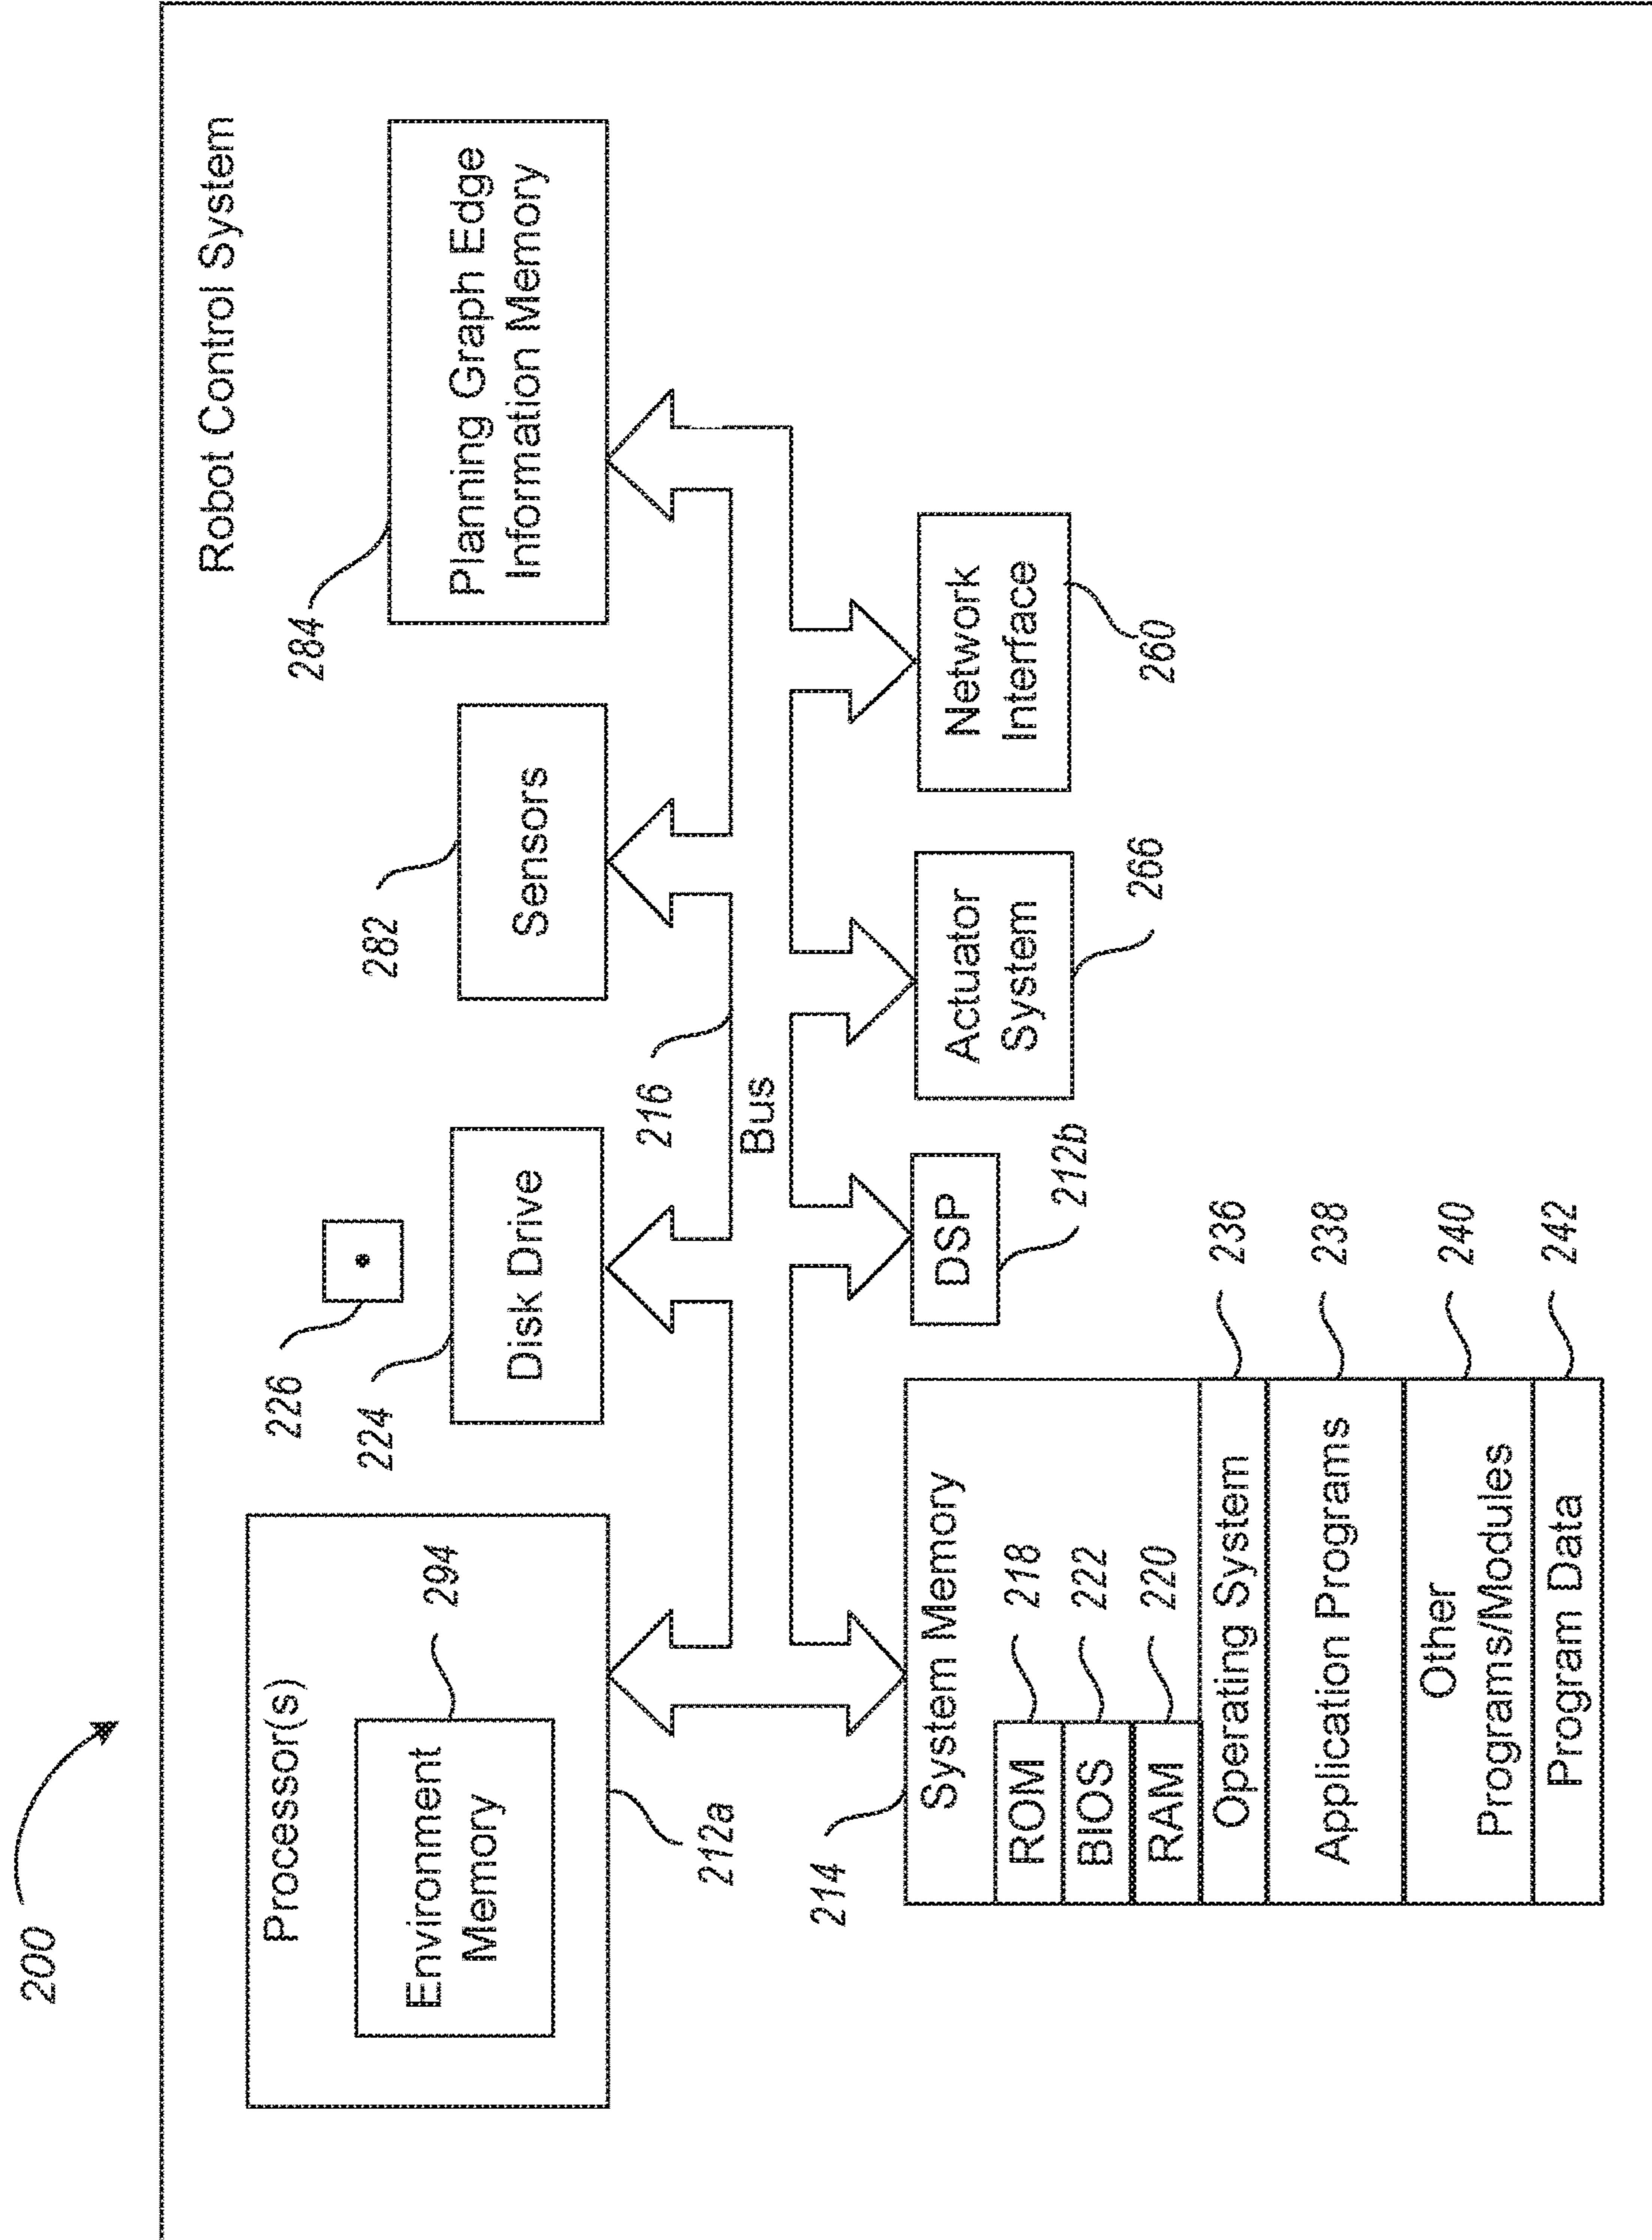 200
Robot Control System
Processor(s)
Environment
Memory
294
212a
226
224
Disk Drive
282
Sensors
284
Planning Graph Edge
Information Memory
216
Bus
214
System Memory
ROM
218
BIOS
222
RAM
220
Operating System
236
Application Programs
238
Other
Programs/Modules
240
Program Data
242
DSP
212b
Actuator
System
266
Network
Interface
260